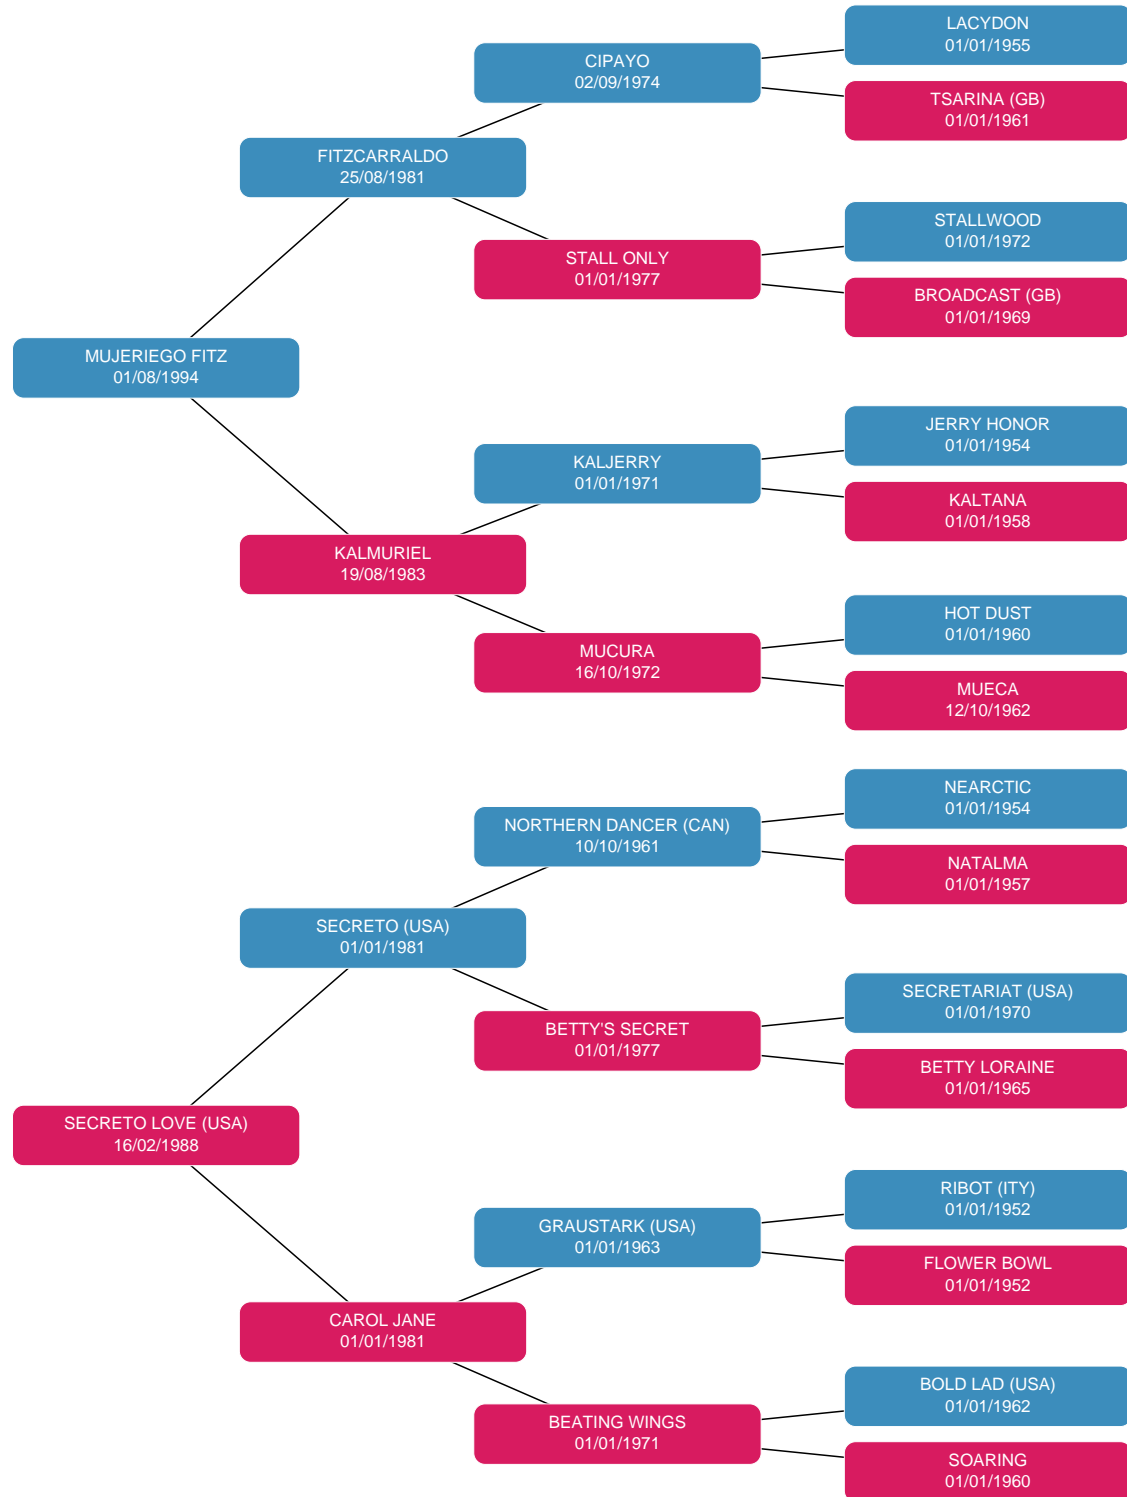 LACYDON
01/01/1955
CIPAYO
02/09/1974
TSARINA (GB)
01/01/1961
FITZCARRALDO
25/08/1981
STALLWOOD
01/01/1972
STALL ONLY
01/01/1977
BROADCAST (GB)
01/01/1969
MUJERIEGO FITZ
01/08/1994
JERRY HONOR
01/01/1954
KALJERRY
01/01/1971
KALTANA
01/01/1958
KALMURIEL
19/08/1983
HOT DUST
01/01/1960
MUCURA
16/10/1972
MUECA
12/10/1962
NEARCTIC
01/01/1954
NORTHERN DANCER (CAN)
10/10/1961
NATALMA
01/01/1957
SECRETO (USA)
01/01/1981
SECRETARIAT (USA)
01/01/1970
BETTY'S SECRET
01/01/1977
BETTY LORAINE
01/01/1965
SECRETO LOVE (USA)
16/02/1988
RIBOT (ITY)
01/01/1952
GRAUSTARK (USA)
01/01/1963
FLOWER BOWL
01/01/1952
CAROL JANE
01/01/1981
BOLD LAD (USA)
01/01/1962
BEATING WINGS
01/01/1971
SOARING
01/01/1960